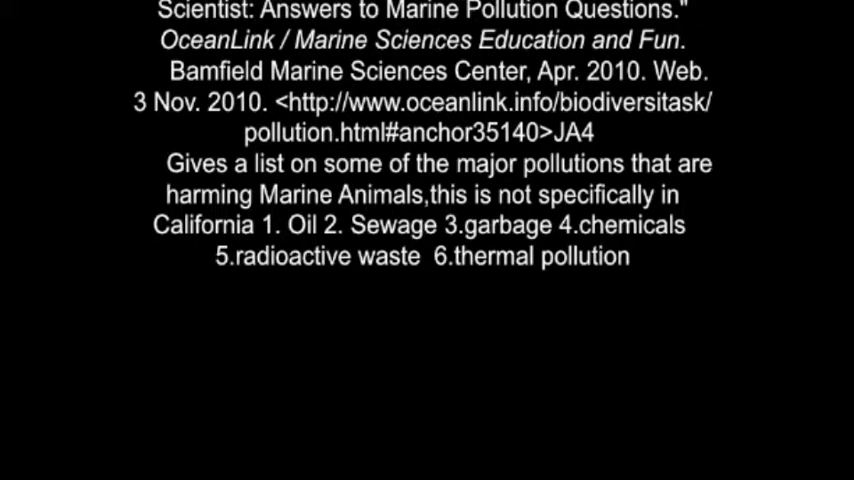 Scientist: Answers to Marine Pollution Questions."
OceanLink / Marine Sciences Education and Fun.
Bamfield Marine Sciences Center, Apr. 2010. Web.
3 Nov. 2010. <http://www.oceanlink.info/biodiversitask/
pollution.html#anchor35140>JA4
Gives a list on some of the major pollutions that are
harming Marine Animals,this is not specifically in
California 1. Oil 2. Sewage 3.garbage 4.chemicals
5.radioactive waste  6.thermal pollution